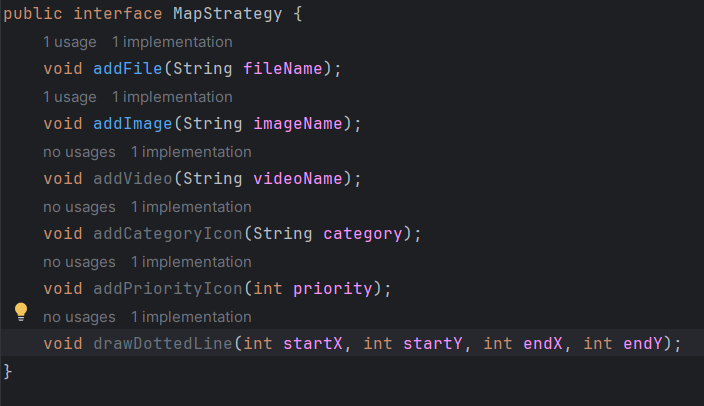 public interface MapStrategy {
1 usage 1 implementation
void addFile(String fileName);
1 usage 1 implementation
void addImage(String imageName);
no usages 1 implementation
void addVideo(String videoName);
no usages 1 implementation
void addCategoryIcon(String category);
no usages 1 implementation
void addPriorityIcon(int priority);
no usages 1 implementation
void drawDottedLine(int startX, int startY, int endX, int endY);
}